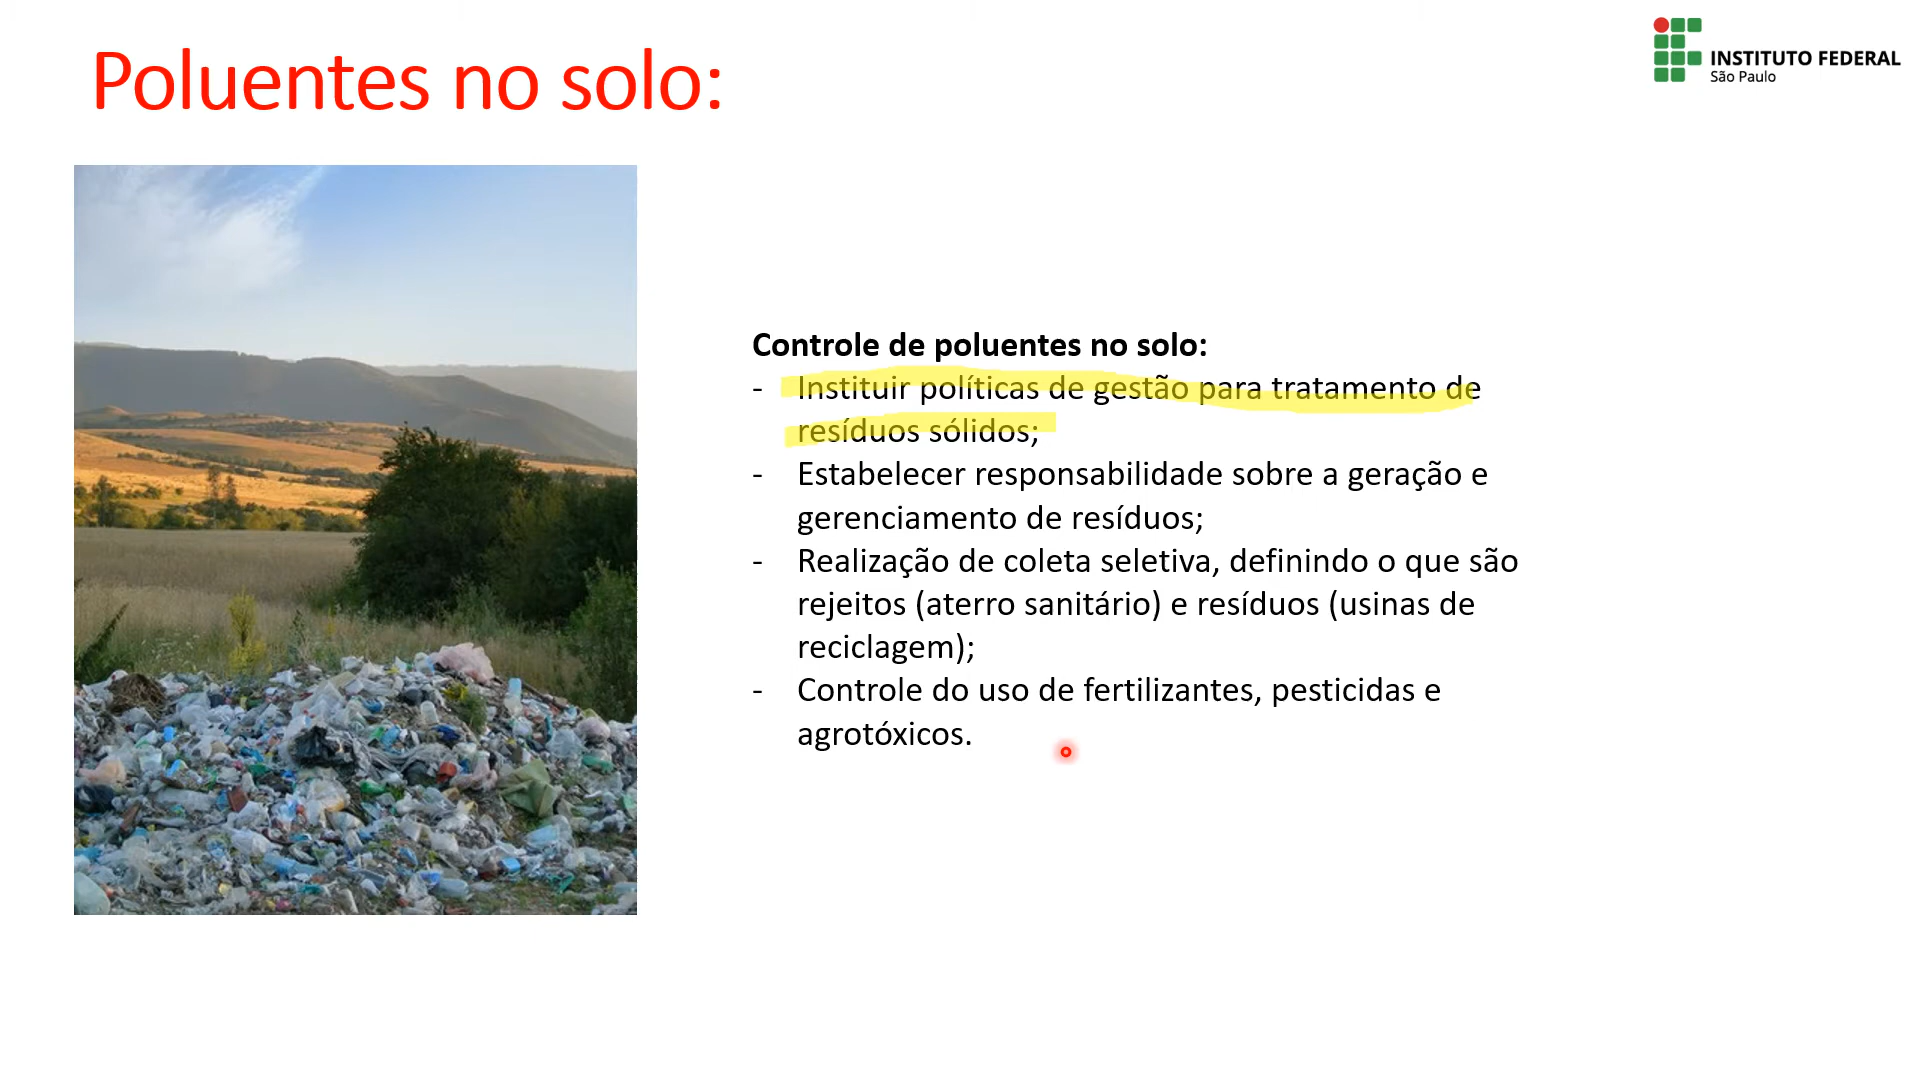 Poluentes no solo:
INSTITUTO FEDERAL
São Paulo
Controle de poluentes no solo:
- Instituir políticas de gestão para tratamento de
resíduos sólidos;
- Estabelecer responsabilidade sobre a geração e
gerenciamento de resíduos;
- Realização de coleta seletiva, definindo o que são
rejeitos (aterro sanitário) e resíduos (usinas de
reciclagem);
- Controle do uso de fertilizantes, pesticidas e
agrotóxicos.